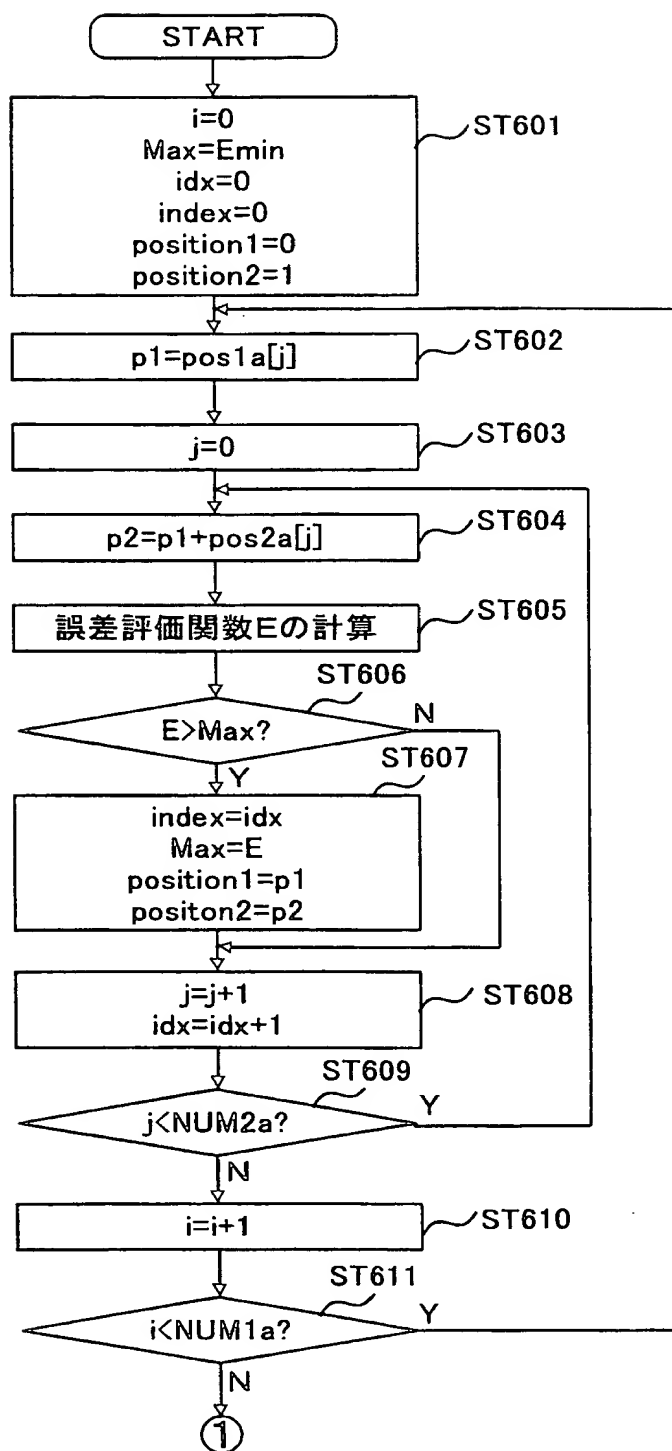 START
i=0
Max=Emin
idx=0
index=0
position1=0
position2=1
ST601
p1=pos1a[j]
ST602
j=0
ST603
p2=p1+pos2a[j]
ST604
誤差評価関数Eの計算
ST605
ST606
E>Max?
N
Y
ST607
index=idx
Max=E
position1=p1
positon2=p2
j=j+1
idx=idx+1
ST608
ST609
j<NUM2a?
Y
N
i=i+1
ST610
ST611
i<NUM1a?
Y
N
①